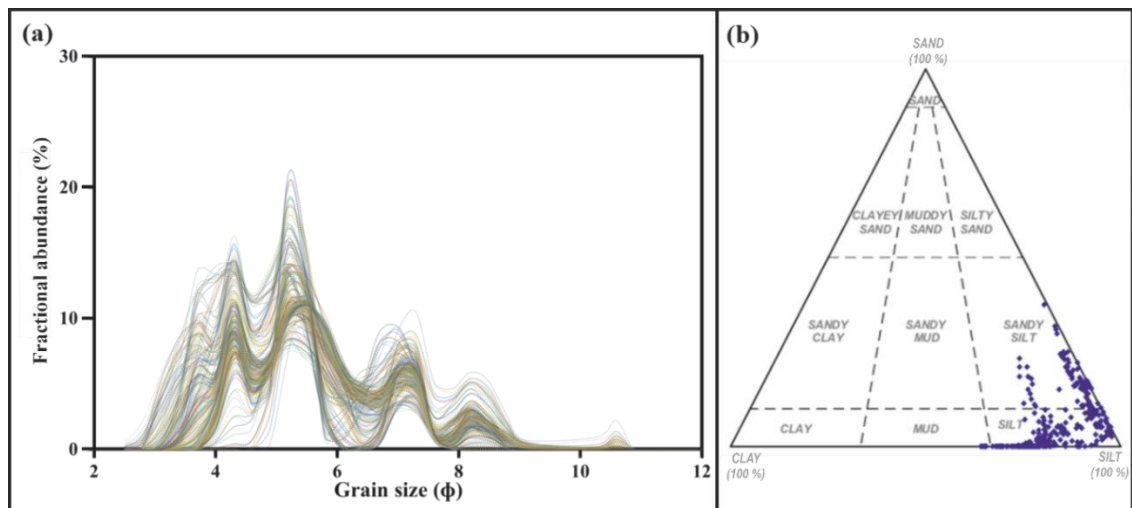 (a)
30
20
10
0
Fractional abundance (%)
2 4 6 8 10 12
Grain size (ϕ)
(b)
SAND
(100 %)
SAND
CLAYEY SAND
MUDDY SAND
SILTY SAND
SANDY CLAY
SANDY MUD
SANDY SILT
CLAY
MUD
SILT
CLAY
(100 %)
SILT
(100 %)